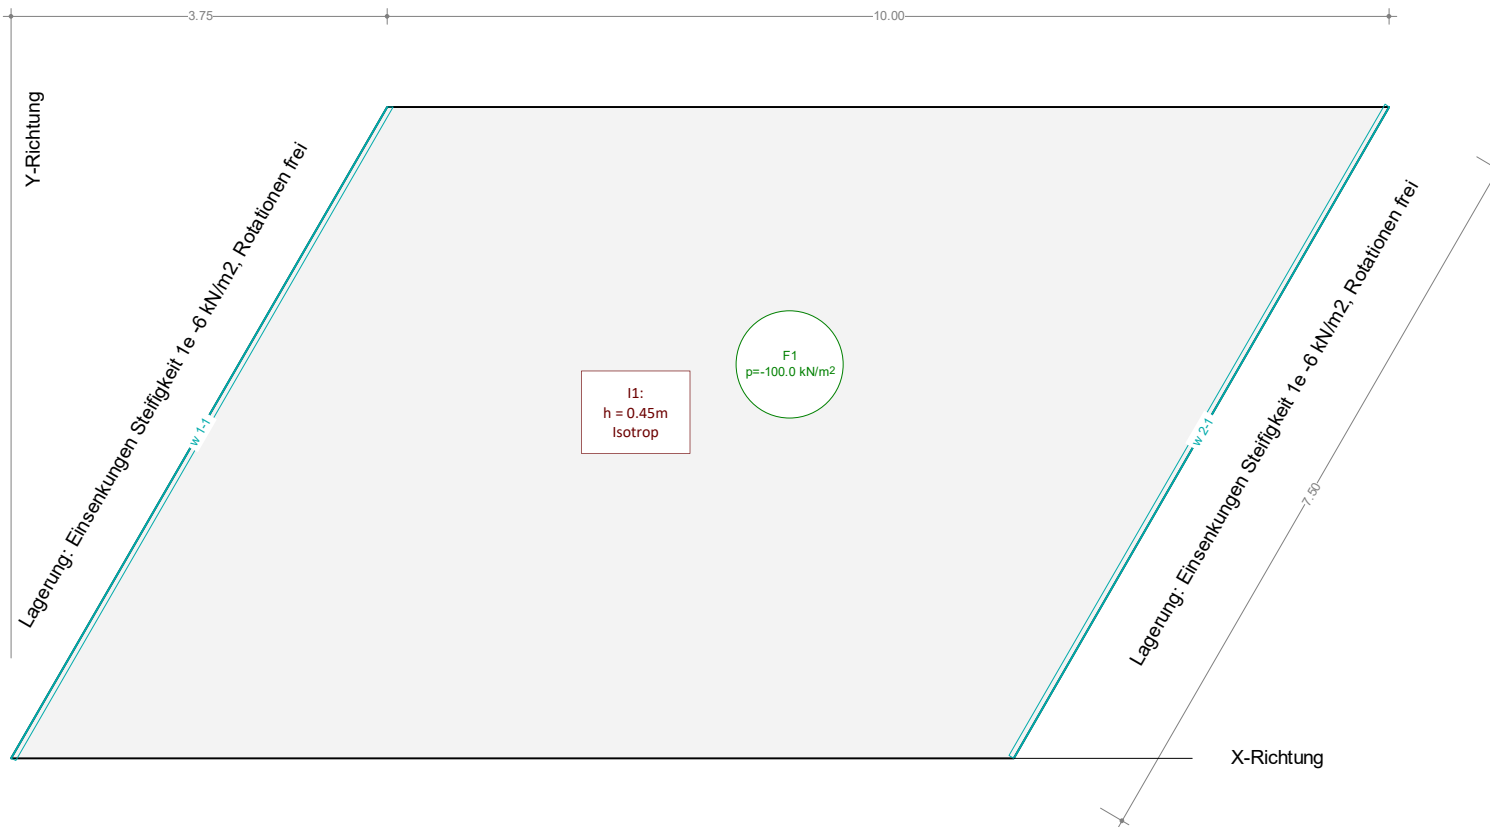 3.75
10.00
Y-Richtung
Lagerung: Einsenkungen Steifigkeit 1e -6 kN/m2, Rotationen frei
w 1-1
I1:
h = 0.45m
Isotrop
F1
p=-100.0 kN/m²
w 2-1
Lagerung: Einsenkungen Steifigkeit 1e -6 kN/m2, Rotationen frei
7.50
X-Richtung